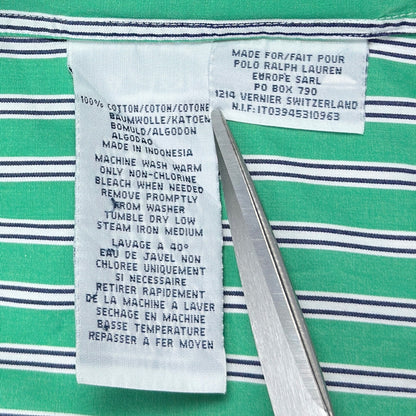 100% COTTON/COTON/COTONE
BAUMWOLLE/KATOEN
BOMULD/ALGODON
ALGODAO
MADE IN INDONESIA
MACHINE WASH WARM
ONLY NON-CHLORINE
BLEACH WHEN NEEDED
REMOVE PROMPTLY
FROM WASHER
TUMBLE DRY LOW
STEAM IRON MEDIUM
LAVAGE A 40°
EAU DE JAVEL NON
CHLOREE UNIQUEMENT
SI NECESSAIRE
RETIRER RAPIDEMENT
DE LA MACHINE A LAVER
SECHAGE EN MACHINE
BASSE TEMPERATURE
REPASSER A FER MOYEN
MADE FOR/FAIT POUR
POLO RALPH LAUREN
EUROPE SARL
PO BOX 790
1214 VERNIER SWITZERLAND
N.I.F: IT03945310963